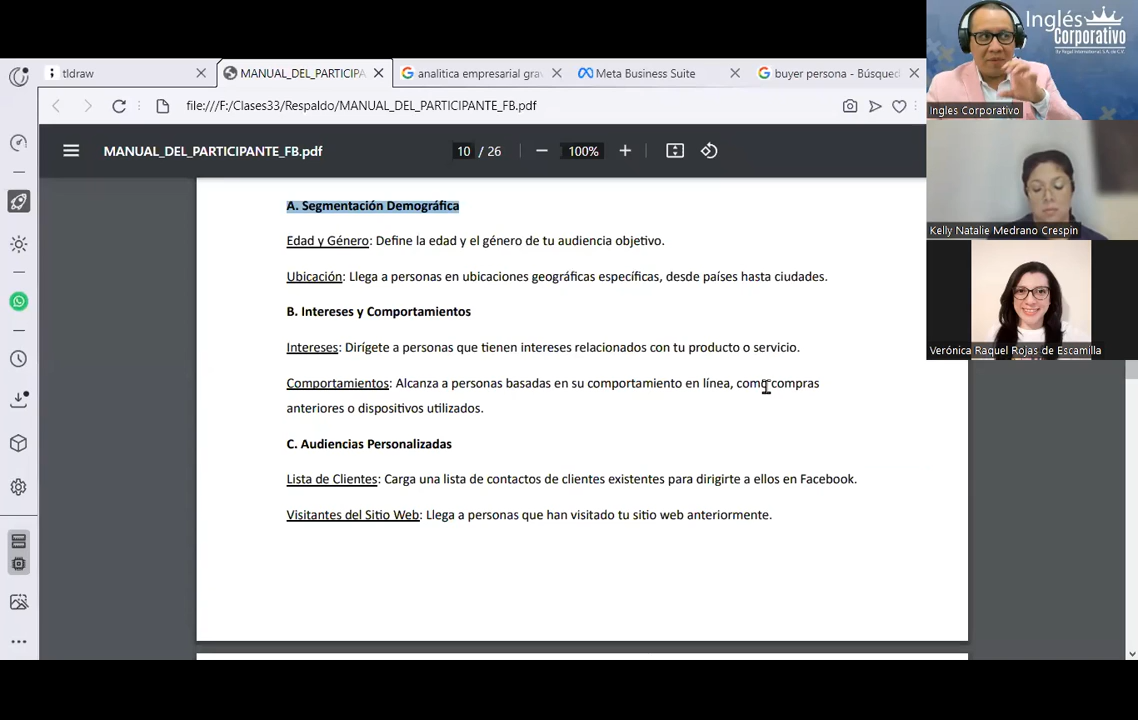 tldraw
MANUAL_DEL_PARTICIPA
analitica empresarial gra
Meta Business Suite
buyer persona - Búsqued
file:///F:/Clases33/Respaldo/MANUAL_DEL_PARTICIPANTE_FB.pdf
MANUAL_DEL_PARTICIPANTE_FB.pdf
10 / 26
100%
A. Segmentación Demográfica
Edad y Género: Define la edad y el género de tu audiencia objetivo.
Ubicación: Llega a personas en ubicaciones geográficas específicas, desde países hasta ciudades.
B. Intereses y Comportamientos
Intereses: Dirígete a personas que tienen intereses relacionados con tu producto o servicio.
Comportamientos: Alcanza a personas basadas en su comportamiento en línea, como compras
anteriores o dispositivos utilizados.
C. Audiencias Personalizadas
Lista de Clientes: Carga una lista de contactos de clientes existentes para dirigirte a ellos en Facebook.
Visitantes del Sitio Web: Llega a personas que han visitado tu sitio web anteriormente.
Inglés
Corporativo
de Regal International S.A. de C.V.
Ingles Corporativo
Kelly Natalie Medrano Crespin
Verónica Raquel Rojas de Escamilla